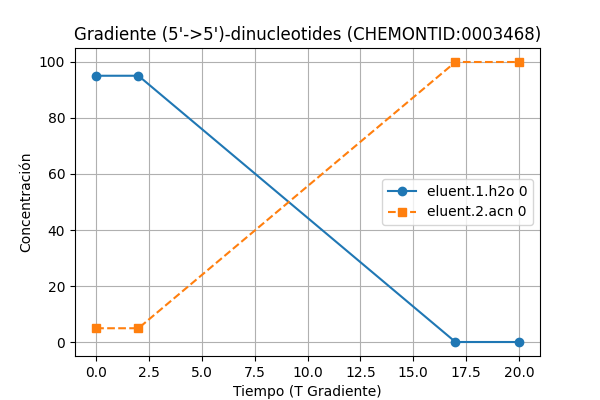 Gradiente (5'->5')-dinucleotides (CHEMONTID:0003468)
100
80
60
40
20
0
Concentración
eluent.1.h2o 0
eluent.2.acn 0
0.0 2.5 5.0 7.5 10.0 12.5 15.0 17.5 20.0
Tiempo (T Gradiente)